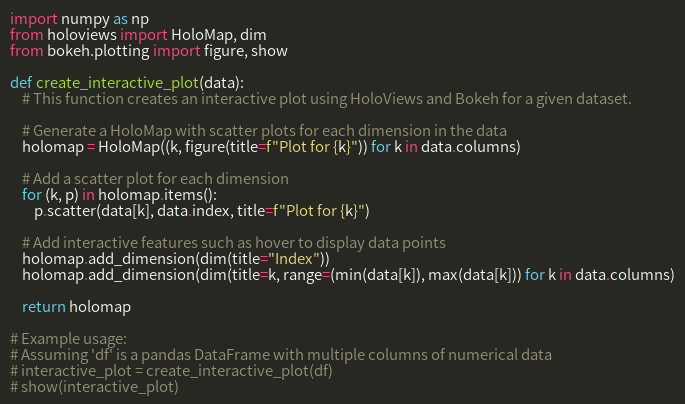 import numpy as np
from holoviews import HoloMap, dim
from bokeh.plotting import figure, show

def create_interactive_plot(data):
    # This function creates an interactive plot using HoloViews and Bokeh for a given dataset.

    # Generate a HoloMap with scatter plots for each dimension in the data
    holomap = HoloMap((k, figure(title=f"Plot for {k}")) for k in data.columns)

    # Add a scatter plot for each dimension
    for (k, p) in holomap.items():
        p.scatter(data[k], data.index, title=f"Plot for {k}")

    # Add interactive features such as hover to display data points
    holomap.add_dimension(dim(title="Index"))
    holomap.add_dimension(dim(title=k, range=(min(data[k]), max(data[k])) for k in data.columns)

    return holomap

# Example usage:
# Assuming 'df' is a pandas DataFrame with multiple columns of numerical data
# interactive_plot = create_interactive_plot(df)
# show(interactive_plot)